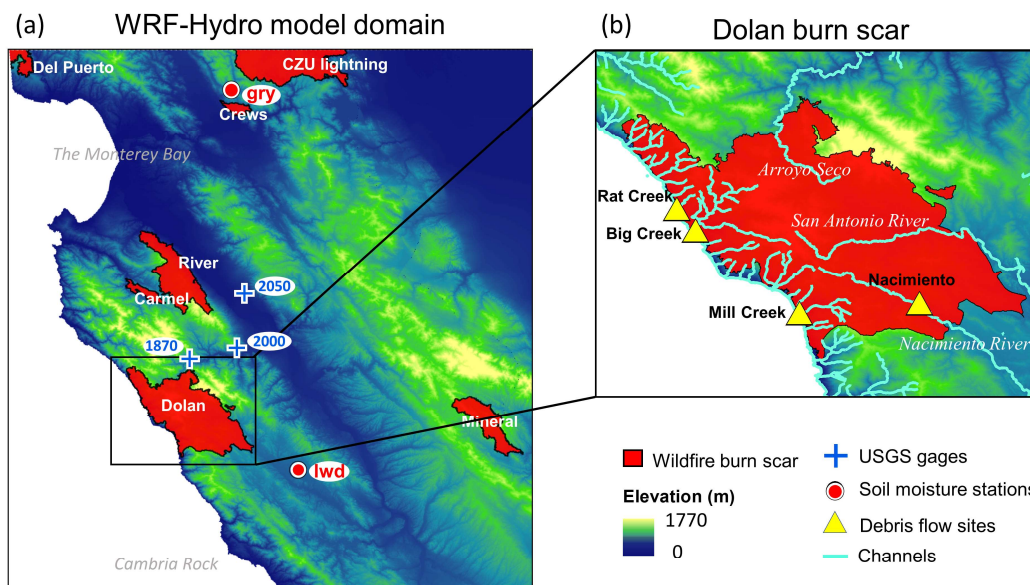 (a)
WRF-Hydro model domain
Del Puerto
CZU lightning
gry
Crews
The Monterey Bay
River
2050
Carmel
1870
2000
Dolan
Mineral
lwd
Cambria Rock
(b)
Dolan burn scar
Arroyo Seco
Rat Creek
San Antonio River
Big Creek
Nacimiento
Mill Creek
Nacimiento River
Wildfire burn scar
Elevation (m)
1770
0
USGS gages
Soil moisture stations
Debris flow sites
Channels